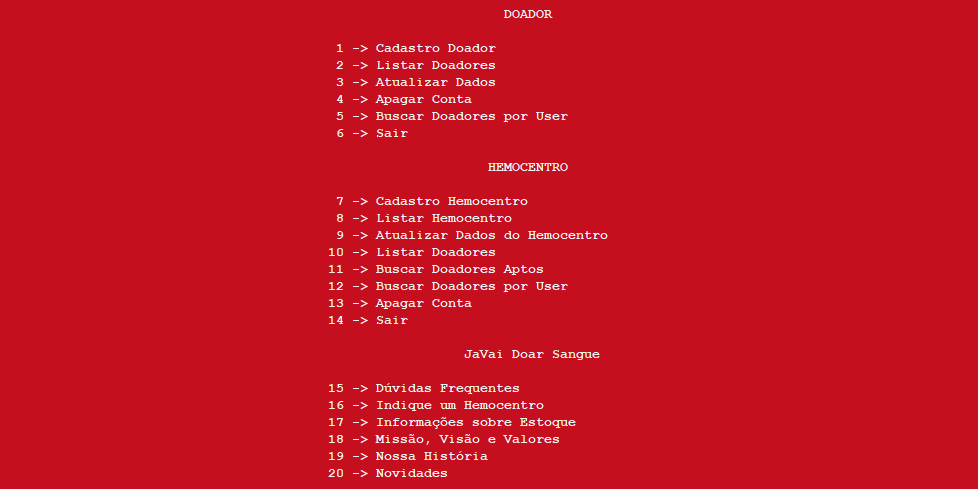 DOADOR
1 -> Cadastro Doador
2 -> Listar Doadores
3 -> Atualizar Dados
4 -> Apagar Conta
5 -> Buscar Doadores por User
6 -> Sair
HEMOCENTRO
7 -> Cadastro Hemocentro
8 -> Listar Hemocentro
9 -> Atualizar Dados do Hemocentro
10 -> Listar Doadores
11 -> Buscar Doadores Aptos
12 -> Buscar Doadores por User
13 -> Apagar Conta
14 -> Sair
JaVai Doar Sangue
15 -> Dúvidas Frequentes
16 -> Indique um Hemocentro
17 -> Informações sobre Estoque
18 -> Missão, Visão e Valores
19 -> Nossa História
20 -> Novidades